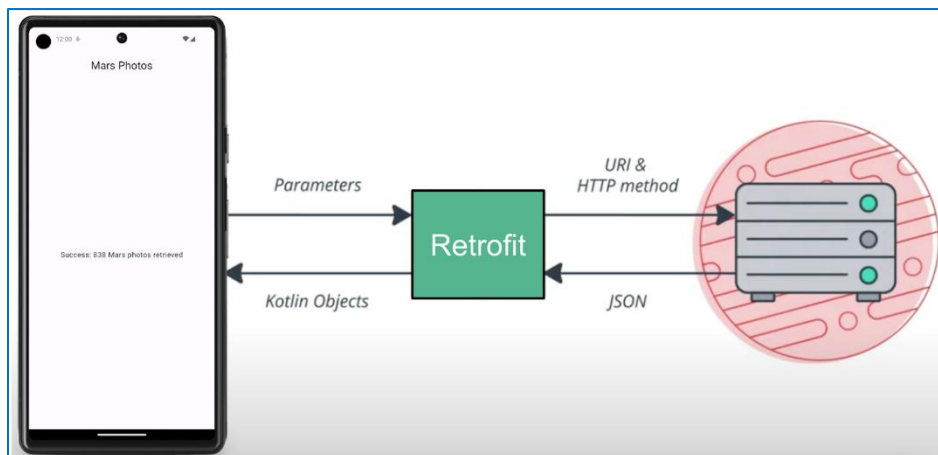 12:00
Mars Photos
Success: 838 Mars photos retrieved
Parameters
Kotlin Objects
Retrofit
URI &
HTTP method
JSON